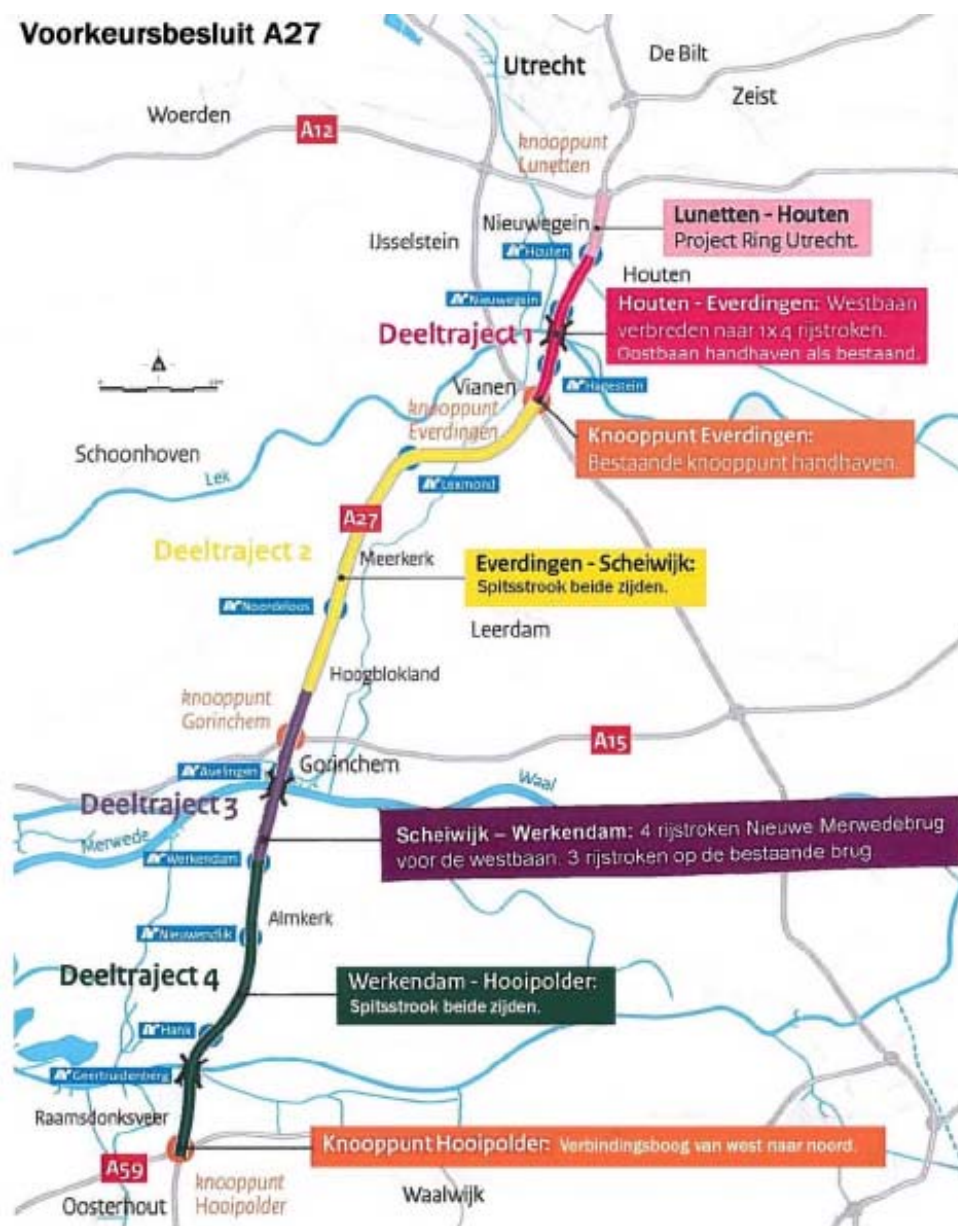 Voorkeursbesluit A27
De Bilt
Utrecht
Zeist
Woerden
A12
knooppunt
Lunetten
Nieuwegein
Lunetten - Houten
Project Ring Utrecht.
IJsselstein
Houten
Houten
Nieuwegein
Houten - Everdingen: Westbaan
verbreden naar 1x4 rijstroken.
Oostbaan handhaven als bestaand.
Deeltraject 1
Hagestein
Vianen
knooppunt
Everdingen
Knooppunt Everdingen:
Bestaande knooppunt handhaven.
Schoonhoven
Lek
Lexmond
A27
Deeltraject 2
Meerkerk
Everdingen - Scheiwijk:
Spitsstrook beide zijden.
Noordeloos
Leerdam
Hoogblokland
knooppunt
Gorinchem
A15
Gorinchem
Avelingen
Waal
Deeltraject 3
Merwede
Scheiwijk – Werkendam: 4 rijstroken Nieuwe Merwedebrug
voor de westbaan. 3 rijstroken op de bestaande brug
Werkendam
Almkerk
Nieuwendijk
Deeltraject 4
Werkendam - Hooipolder:
Spitsstrook beide zijden.
Hank
Geertruidenberg
Raamsdonksveer
Knooppunt Hooipolder: Verbindingsboog van west naar noord.
A59
knooppunt
Hooipolder
Oosterhout
Waalwijk